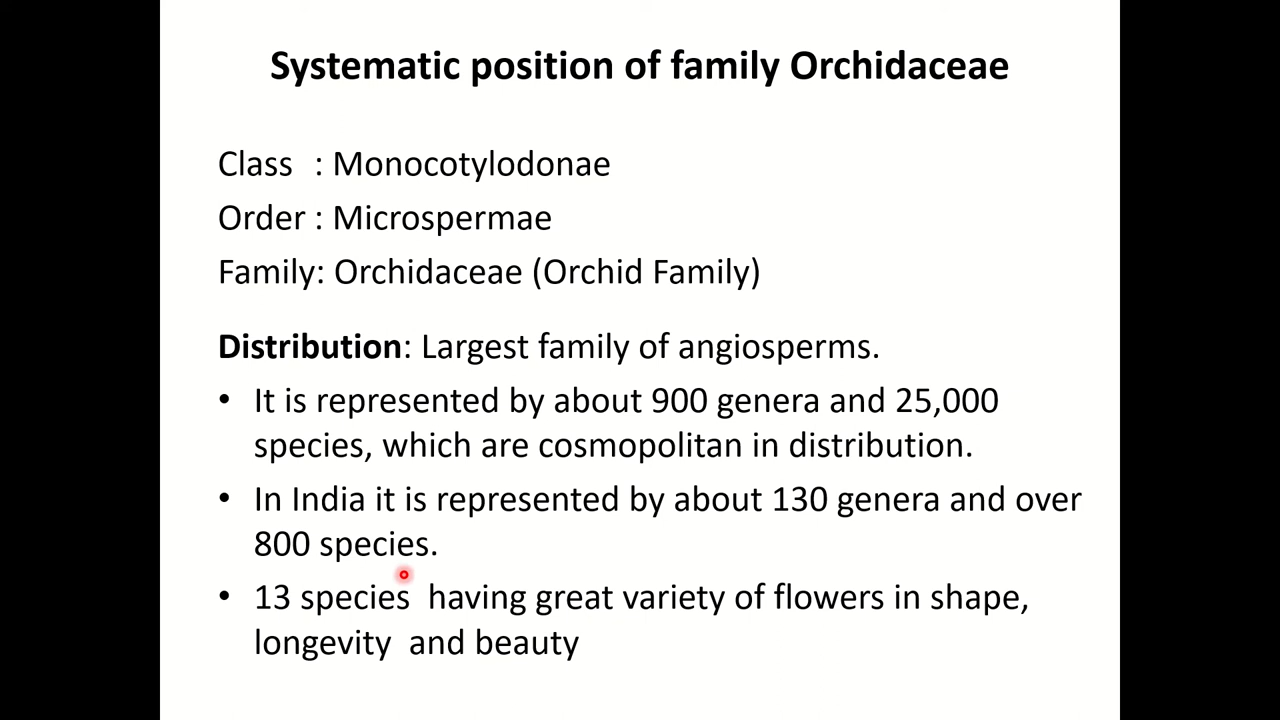 Systematic position of family Orchidaceae
Class : Monocotylodonae
Order : Microspermae
Family: Orchidaceae (Orchid Family)
Distribution: Largest family of angiosperms.
• It is represented by about 900 genera and 25,000
species, which are cosmopolitan in distribution.
• In India it is represented by about 130 genera and over
800 species.
• 13 species having great variety of flowers in shape,
longevity and beauty